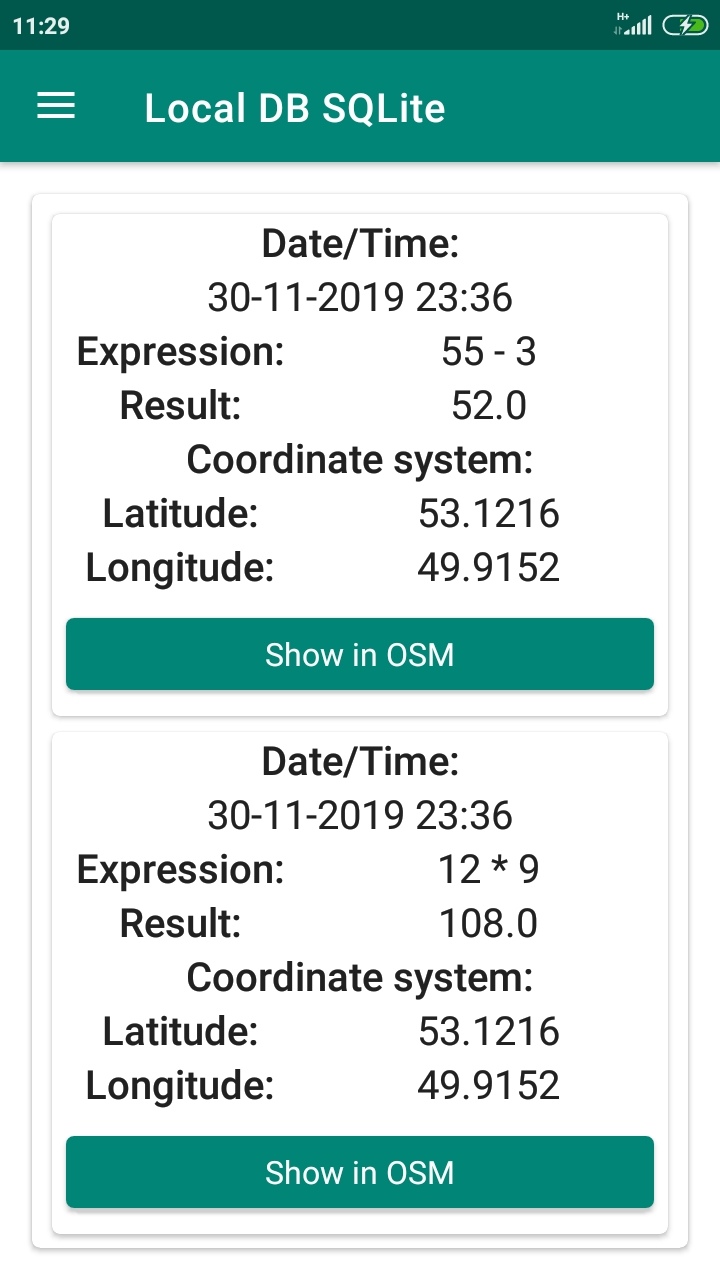 11:29
H+
Local DB SQLite
Date/Time:
30-11-2019 23:36
Expression: 55 - 3
Result: 52.0
Coordinate system:
Latitude: 53.1216
Longitude: 49.9152
Show in OSM
Date/Time:
30-11-2019 23:36
Expression: 12 * 9
Result: 108.0
Coordinate system:
Latitude: 53.1216
Longitude: 49.9152
Show in OSM